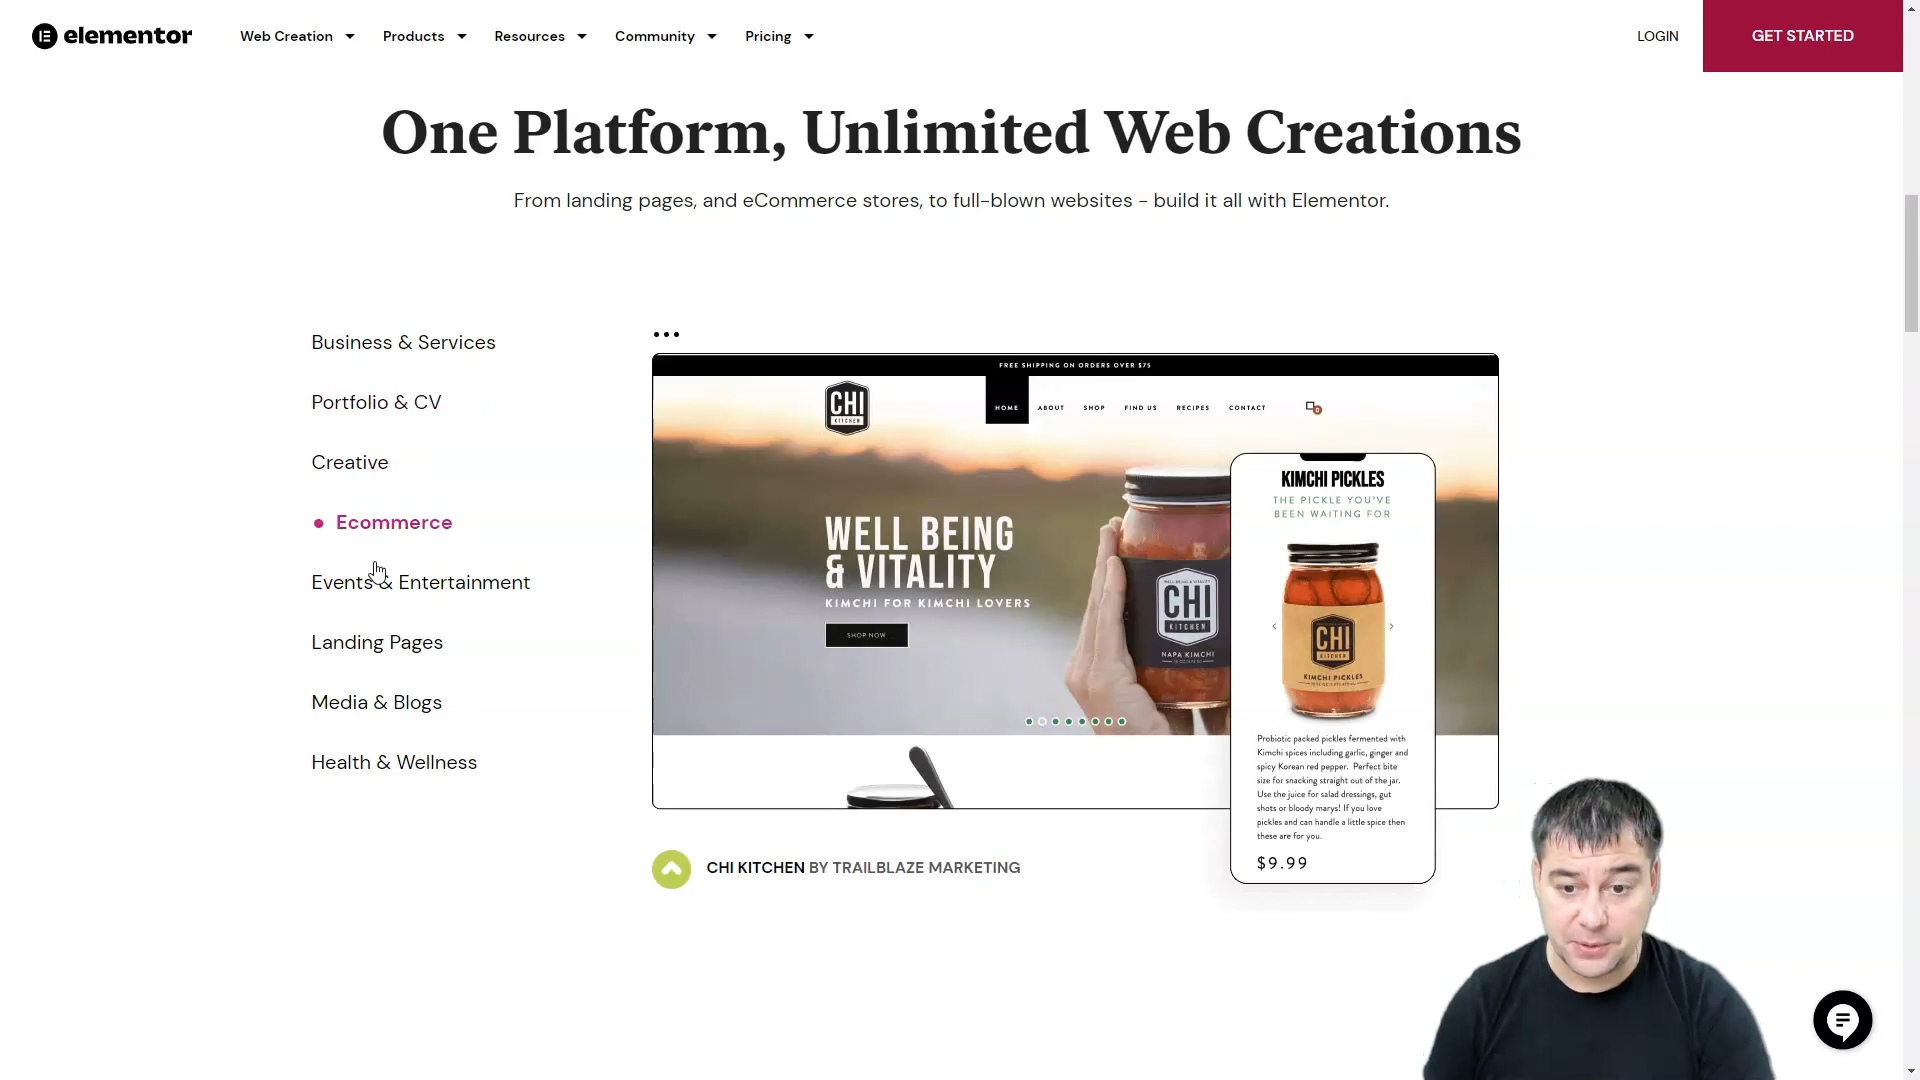 elementor
Web Creation
Products
Resources
Community
Pricing
LOGIN
GET STARTED
One Platform, Unlimited Web Creations
From landing pages, and eCommerce stores, to full-blown websites - build it all with Elementor.
Business & Services
Portfolio & CV
Creative
Ecommerce
Events & Entertainment
Landing Pages
Media & Blogs
Health & Wellness
FREE SHIPPING ON ORDERS OVER $75
CHI
KITCHEN
HOME
ABOUT
SHOP
FIND US
RECIPES
CONTACT
0
WELL BEING
& VITALITY
KIMCHI FOR KIMCHI LOVERS
SHOP NOW
CHI
KITCHEN
NAPA KIMCHI
KIMCHI PICKLES
THE PICKLE YOU'VE
BEEN WAITING FOR
CHI
KITCHEN
KIMCHI PICKLES
Probiotic packed pickles fermented with
Kimchi spices including garlic, ginger and
spicy Korean red pepper. Perfect bite
size for snacking straight out of the jar.
Use the juice for salad dressings, gut
shots or bloody marys! If you love
pickles and can handle a little spice then
these are for you.
$9.99
CHI KITCHEN BY TRAILBLAZE MARKETING